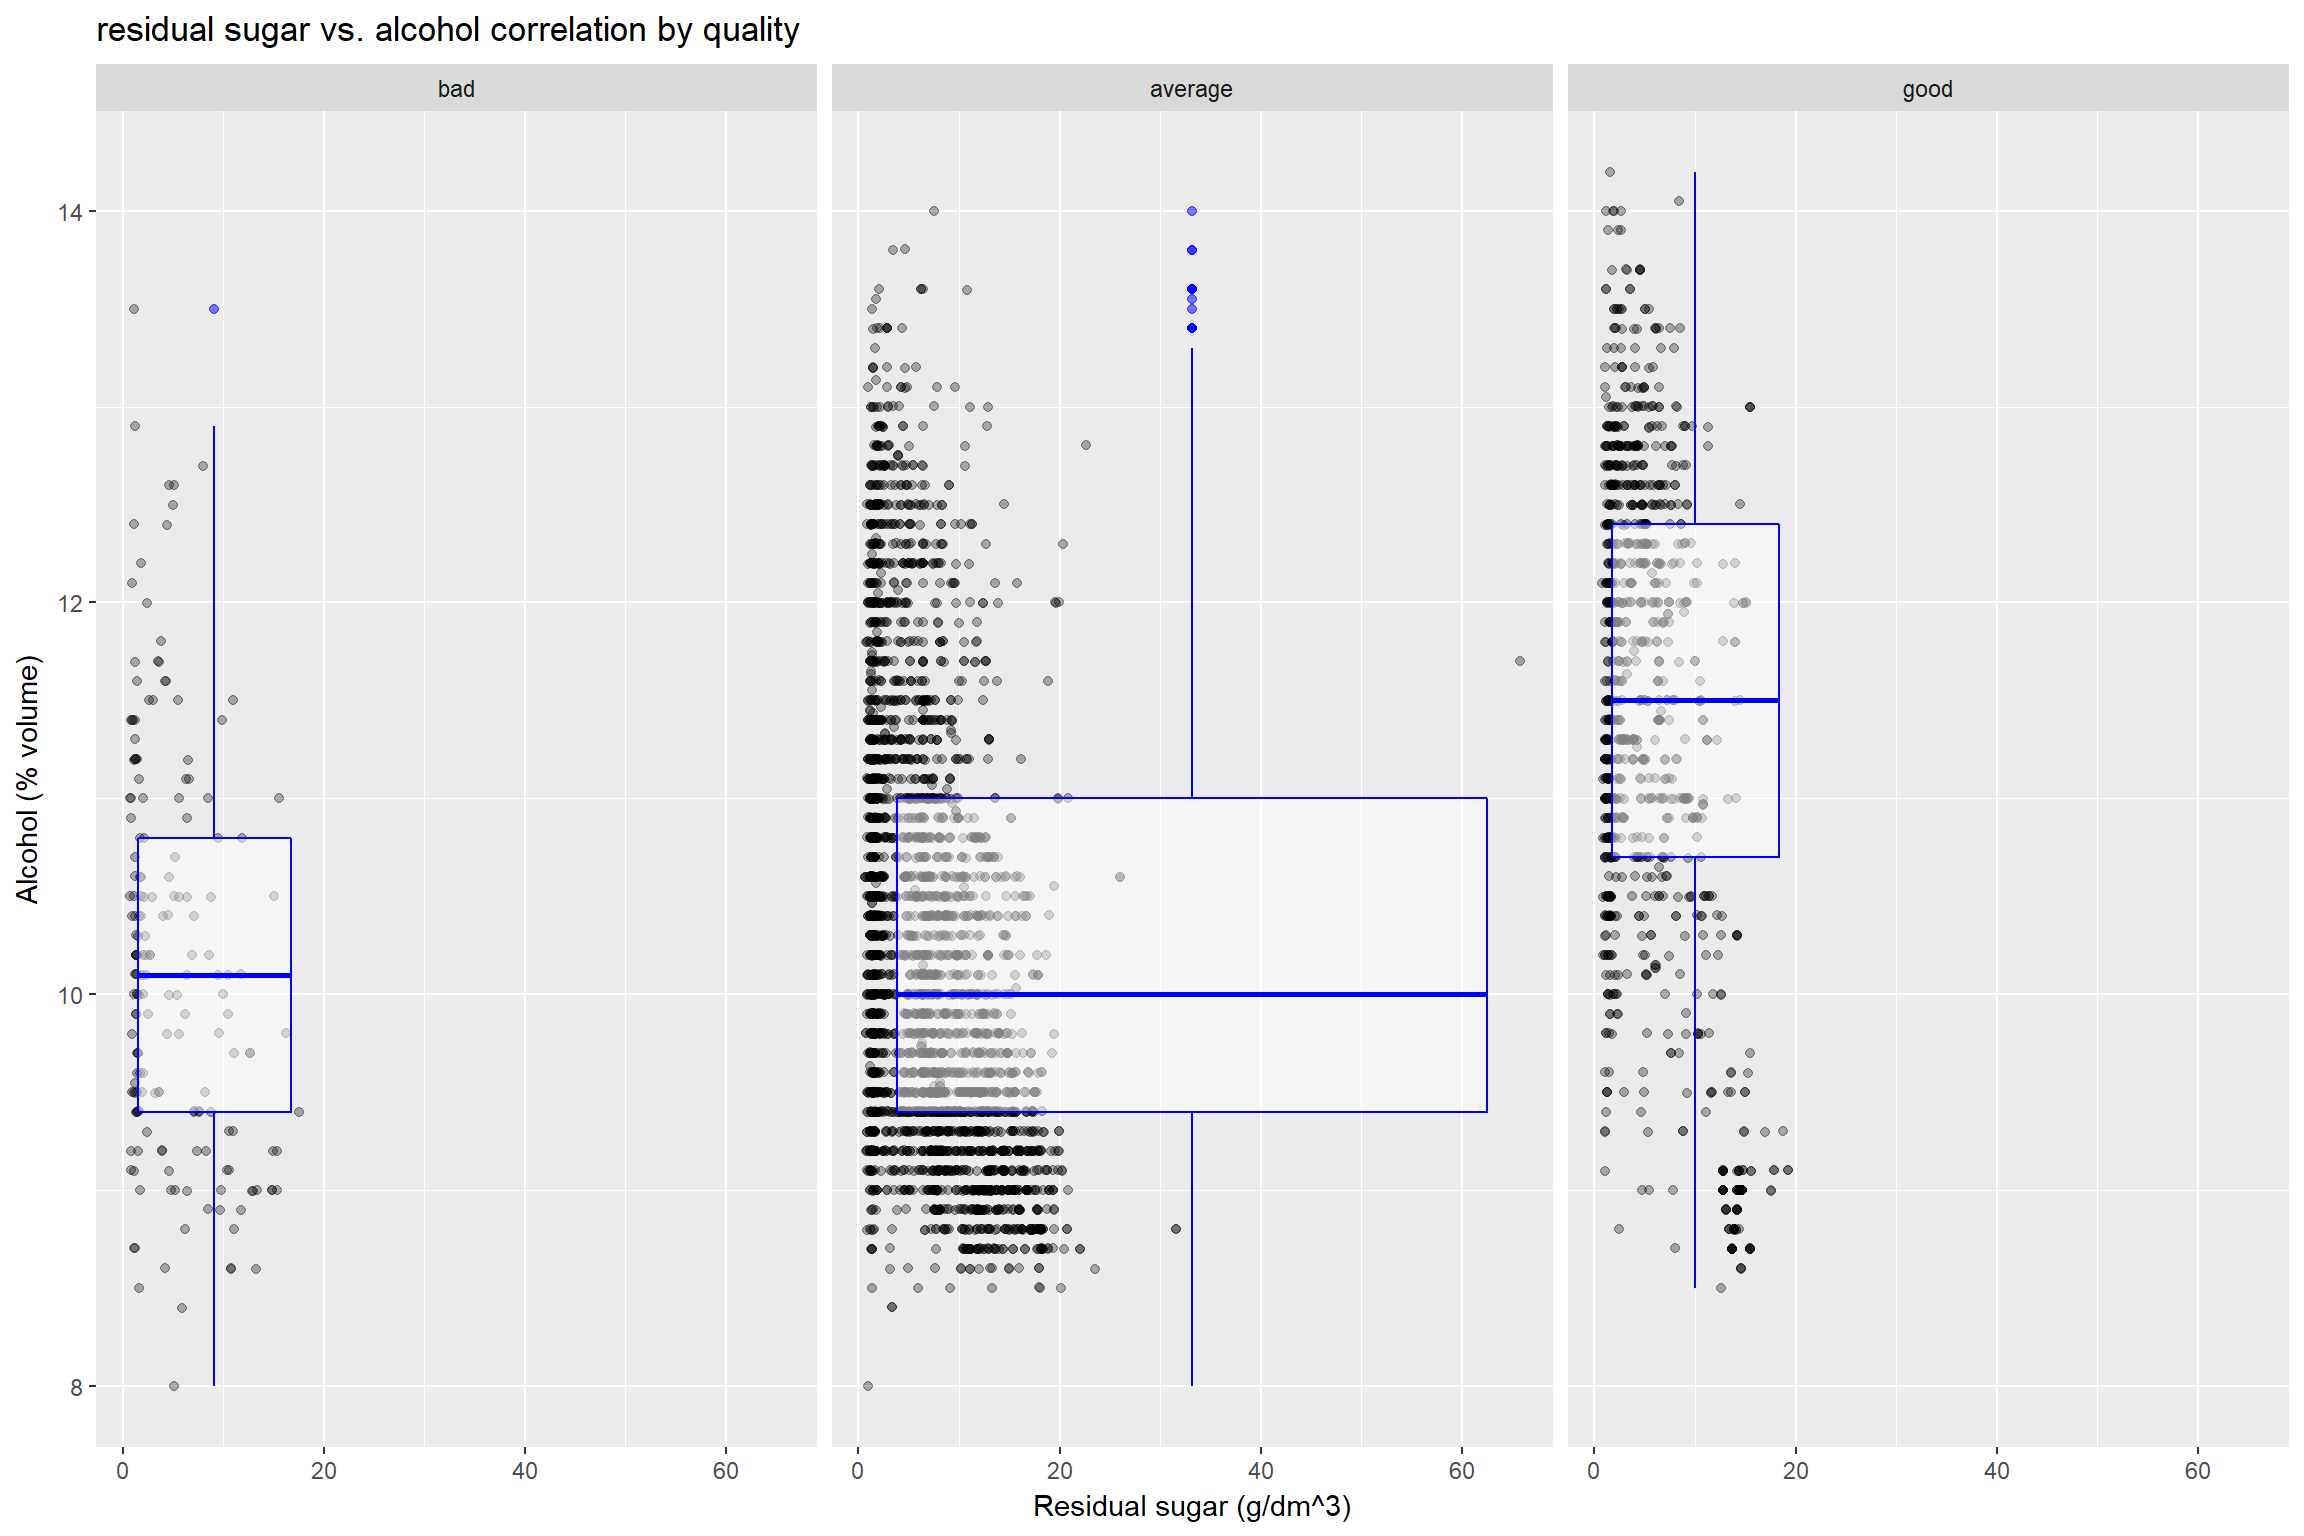 residual sugar vs. alcohol correlation by quality
bad average good
14
12
10
8
Alcohol (% volume)
0 20 40 60 0 20 40 60 0 20 40 60
Residual sugar (g/dm^3)